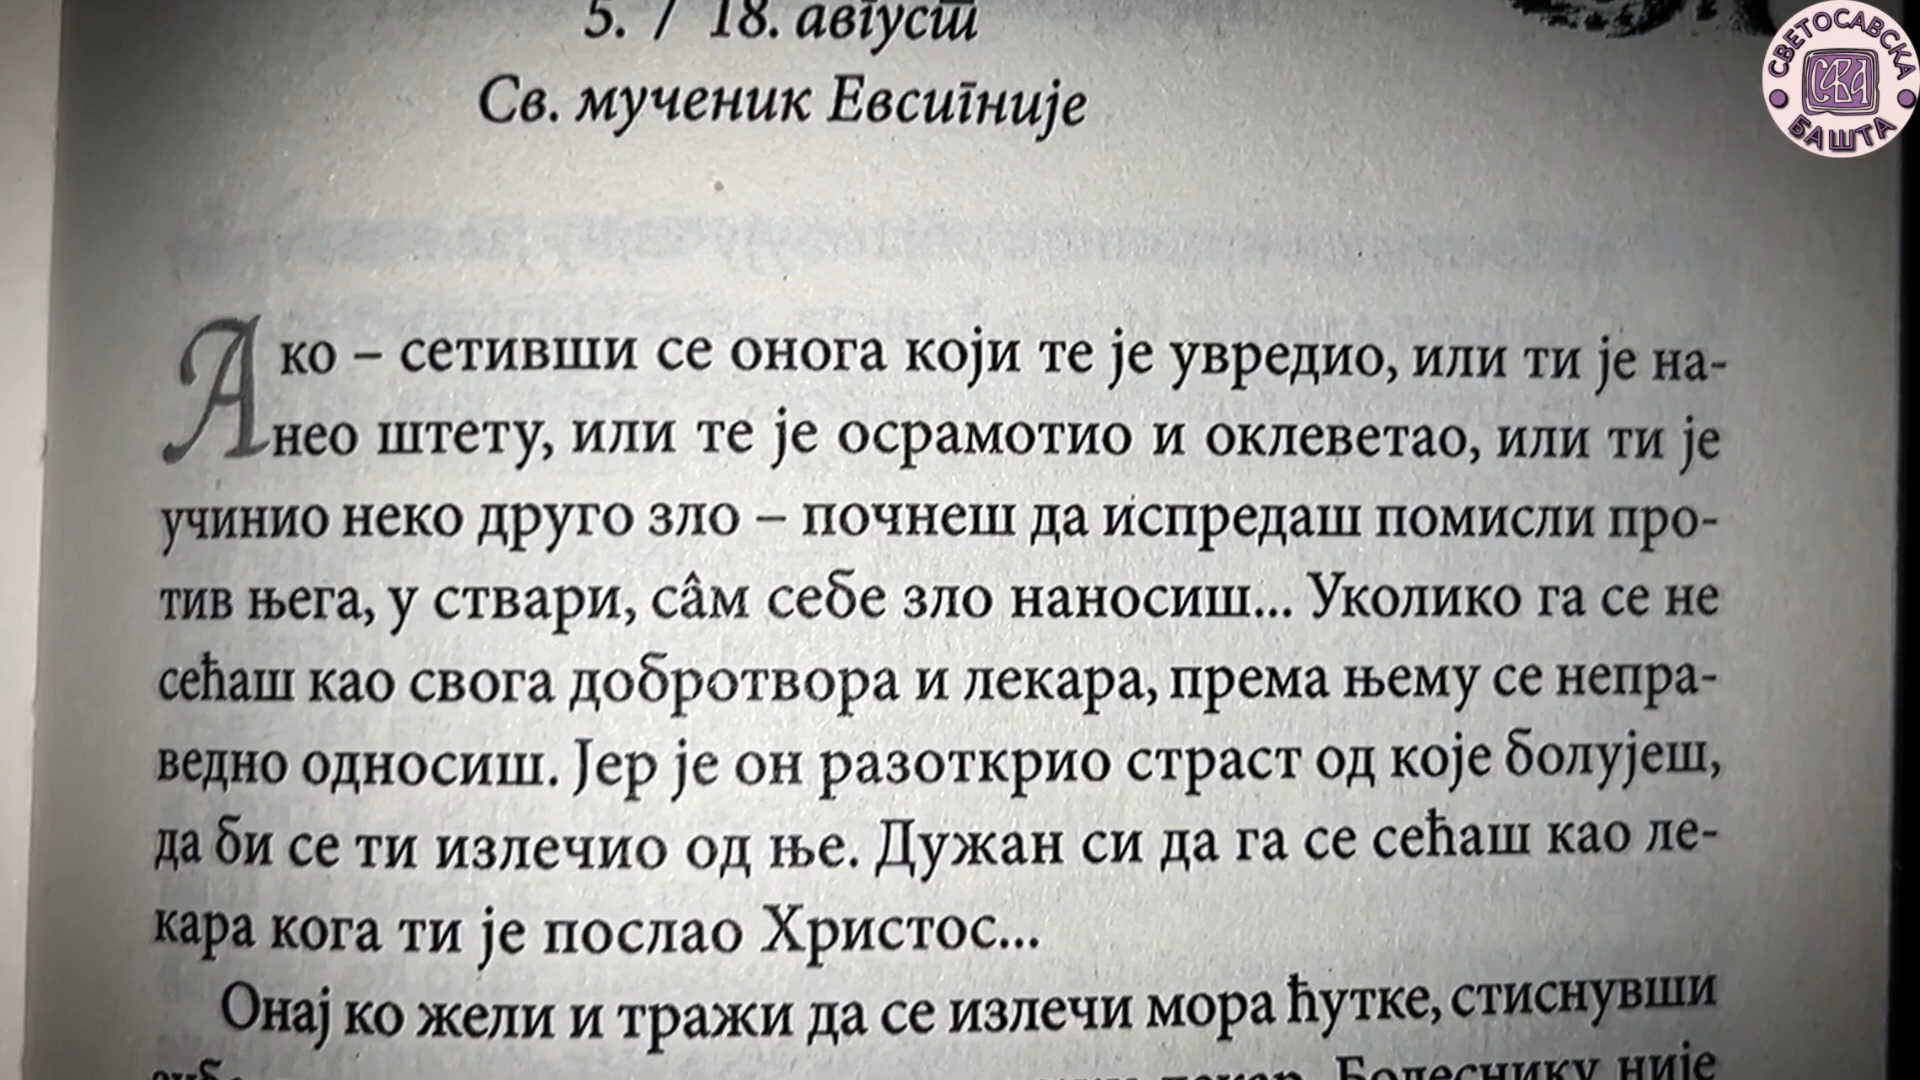 5. / 18. август
Св. мученик Евсигније
СВЕТОСАВСКА
САВА
БАШТА
Ако – сетивши се онога који те је увредио, или ти је на-
нео штету, или те је осрамотио и оклеветао, или ти је
учинио неко друго зло – почнеш да испредаш помисли про-
тив њега, у ствари, сâм себе зло наносиш... Уколико га се не
сећаш као свога добротвора и лекара, према њему се непра-
ведно односиш. Јер је он разоткрио страст од које болујеш,
да би се ти излечио од ње. Дужан си да га се сећаш као ле-
кара кога ти је послао Христос...
Онај ко жели и тражи да се излечи мора ћутке, стиснувши
Болеснику није